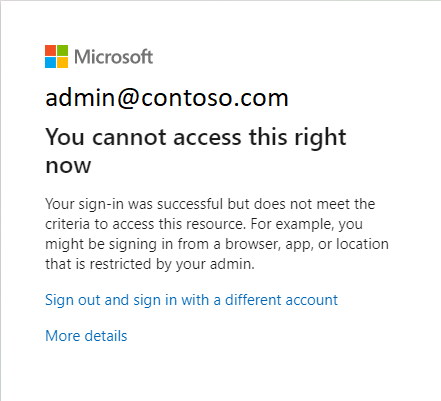 Microsoft
admin@contoso.com
You cannot access this right
now
Your sign-in was successful but does not meet the
criteria to access this resource. For example, you
might be signing in from a browser, app, or location
that is restricted by your admin.
Sign out and sign in with a different account
More details